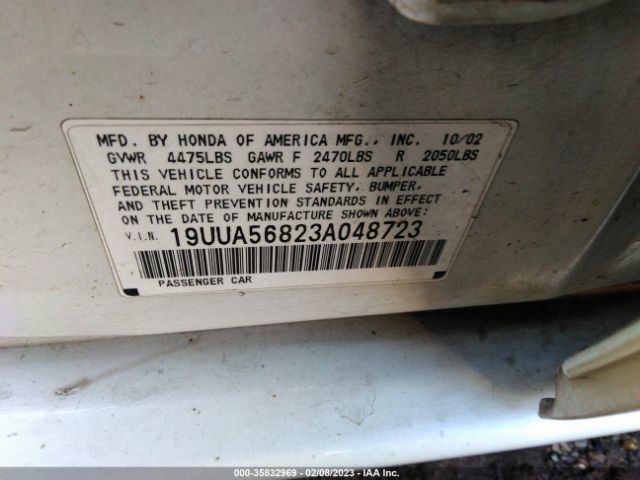 MFD. BY HONDA OF AMERICA MFG., INC. 10/02
GVWR 4475LBS GAWR F 2470LBS R 2050LBS
THIS VEHICLE CONFORMS TO ALL APPLICABLE
FEDERAL MOTOR VEHICLE SAFETY, BUMPER,
AND THEFT PREVENTION STANDARDS IN EFFECT
ON THE DATE OF MANUFACTURE SHOWN ABOVE:
V.I.N. 19UUA56823A048723
PASSENGER CAR
000-35832969 - 02/08/2023 - IAA Inc.